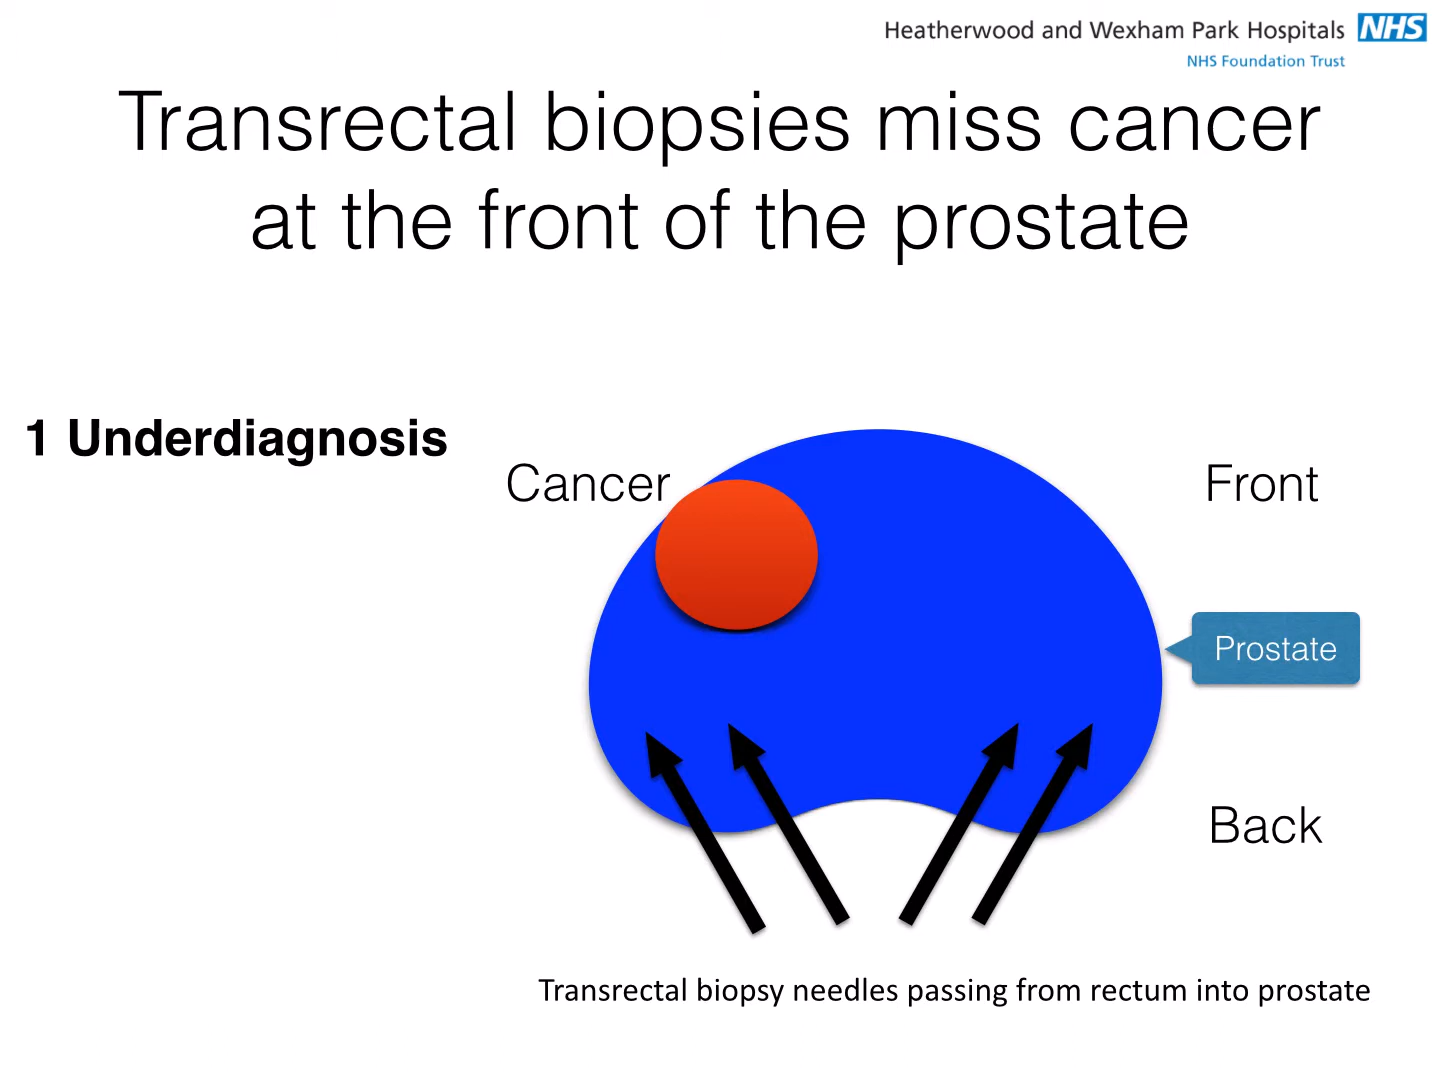 Heatherwood and Wexham Park Hospitals NHS
NHS Foundation Trust
Transrectal biopsies miss cancer
at the front of the prostate
1 Underdiagnosis
Cancer
Front
Prostate
Back
Transrectal biopsy needles passing from rectum into prostate